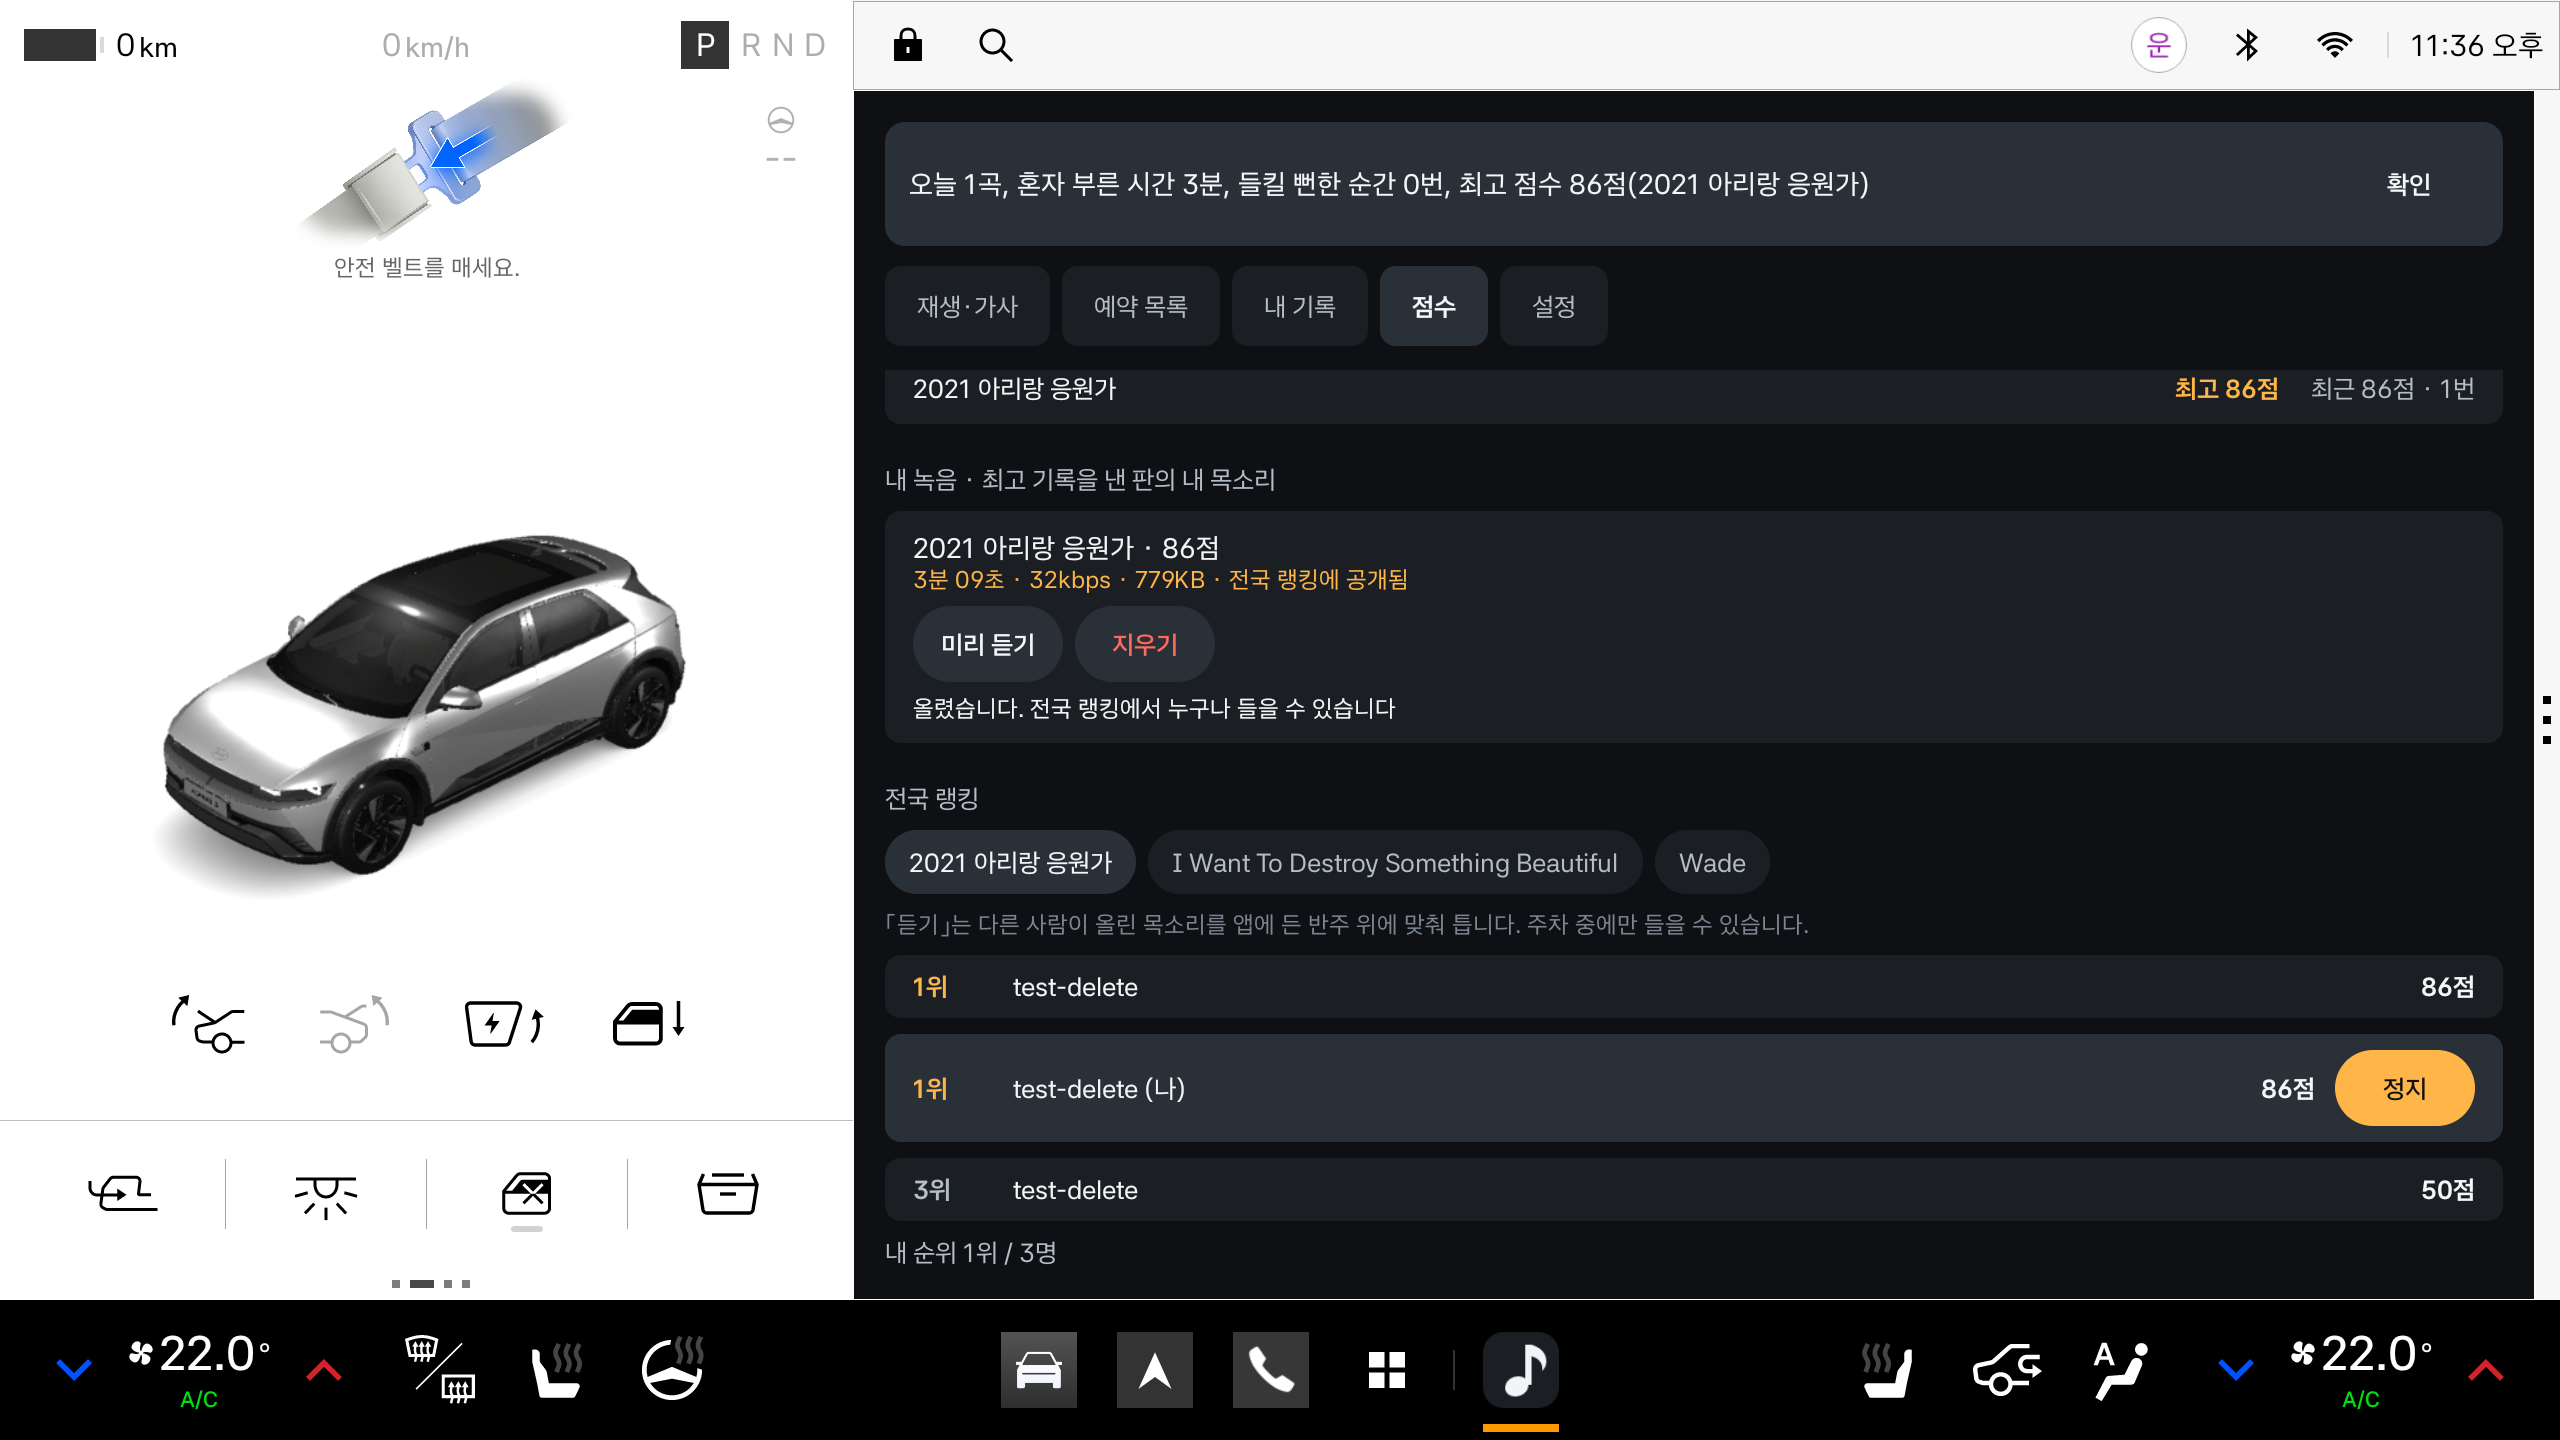 0 km
0 km/h
P R N D
안전 벨트를 매세요.
A/C
운
11:36 오후
오늘 1곡, 혼자 부른 시간 3분, 들킬 뻔한 순간 0번, 최고 점수 86점(2021 아리랑 응원가)
확인
재생·가사
예약 목록
내 기록
점수
설정
2021 아리랑 응원가
최고 86점
최근 86점 · 1번
내 녹음 · 최고 기록을 낸 판의 내 목소리
2021 아리랑 응원가 · 86점
3분 09초 · 32kbps · 779KB · 전국 랭킹에 공개됨
미리 듣기
지우기
올렸습니다. 전국 랭킹에서 누구나 들을 수 있습니다
전국 랭킹
2021 아리랑 응원가
I Want To Destroy Something Beautiful
Wade
「듣기」는 다른 사람이 올린 목소리를 앱에 든 반주 위에 맞춰 틉니다. 주차 중에만 들을 수 있습니다.
1위 test-delete 86점
1위 test-delete (나) 86점 정지
3위 test-delete 50점
내 순위 1위 / 3명
22.0°
A
22.0°
A/C